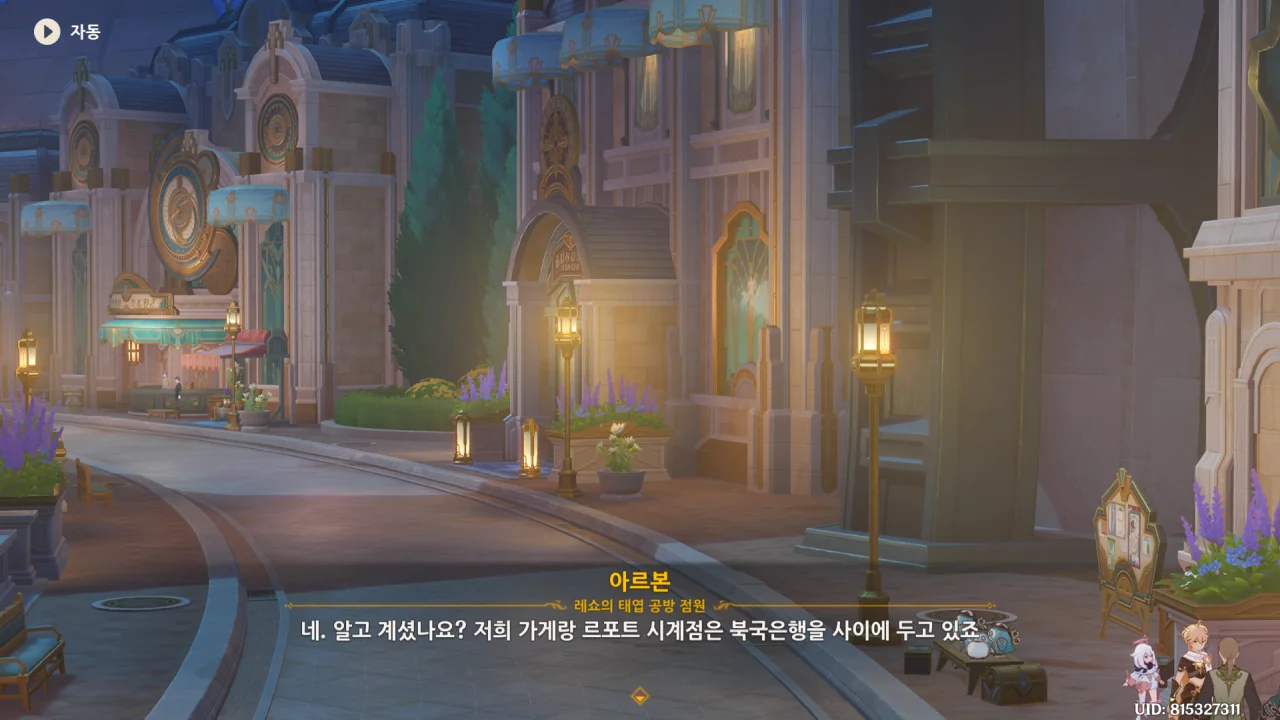 자동
아르본
레쇼의 태엽 공방 점원
네. 알고 계셨나요? 저희 가게랑 르포트 시계점은 북국은행을 사이에 두고 있죠
UID: 815327311